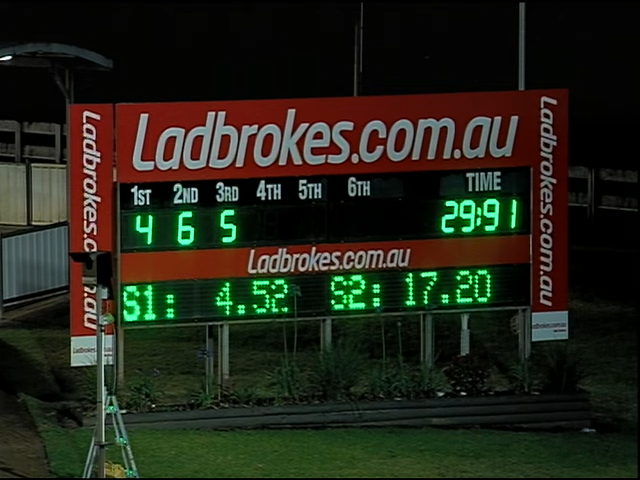 Ladbrokes.com.au
1ST 2ND 3RD 4TH 5TH 6TH TIME
4 6 5 29:91
Ladbrokes.com.au
S1: 4.52 S2: 17.20
Ladbrokes.c
.au
Ladbrokes.com.au